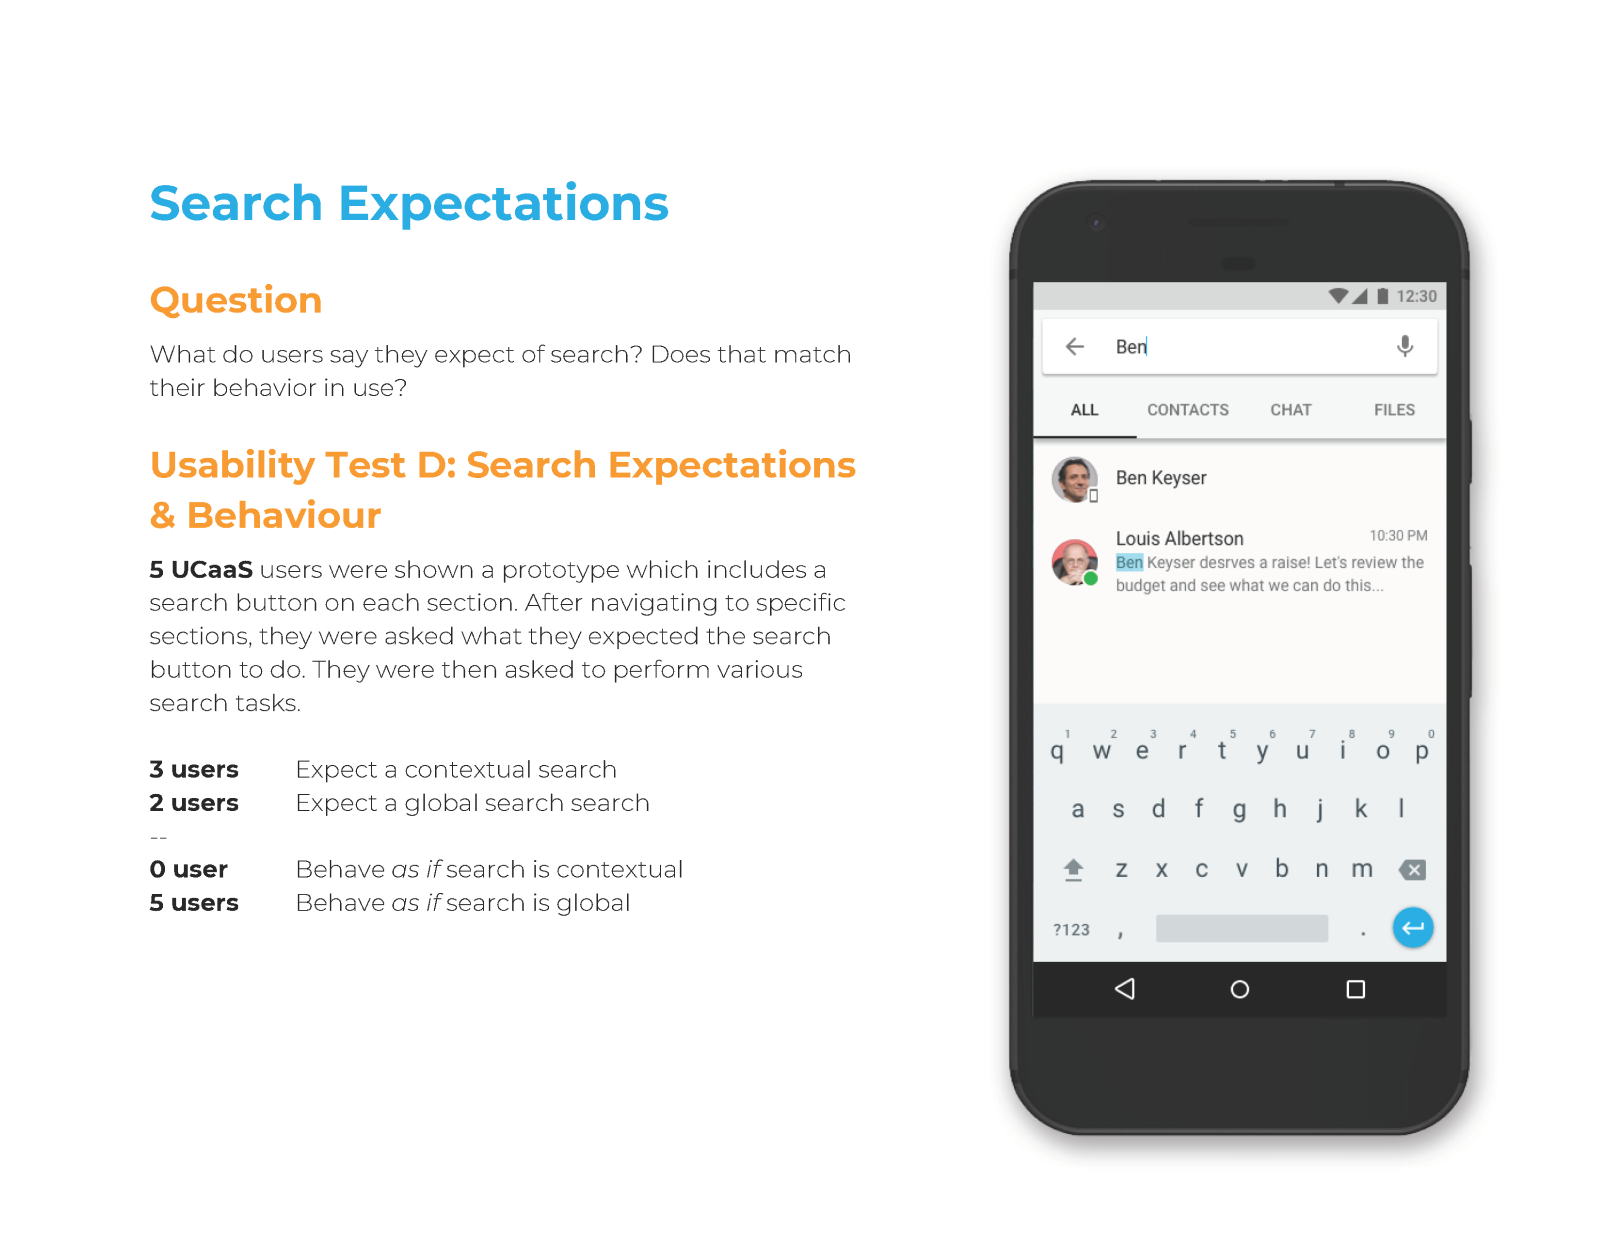 Search Expectations
Question
What do users say they expect of search? Does that match
their behavior in use?
Usability Test D: Search Expectations
& Behaviour
5 UCaaS users were shown a prototype which includes a
search button on each section. After navigating to specific
sections, they were asked what they expected the search
button to do. They were then asked to perform various
search tasks.
3 users Expect a contextual search
2 users Expect a global search search
--
0 user Behave as if search is contextual
5 users Behave as if search is global
12:30
Ben
ALL CONTACTS CHAT FILES
Ben Keyser
Louis Albertson 10:30 PM
Ben Keyser desrves a raise! Let's review the
budget and see what we can do this...
1 2 3 4 5 6 7 8 9 0
q w e r t y u i o p
a s d f g h j k l
z x c v b n m
?123 , .